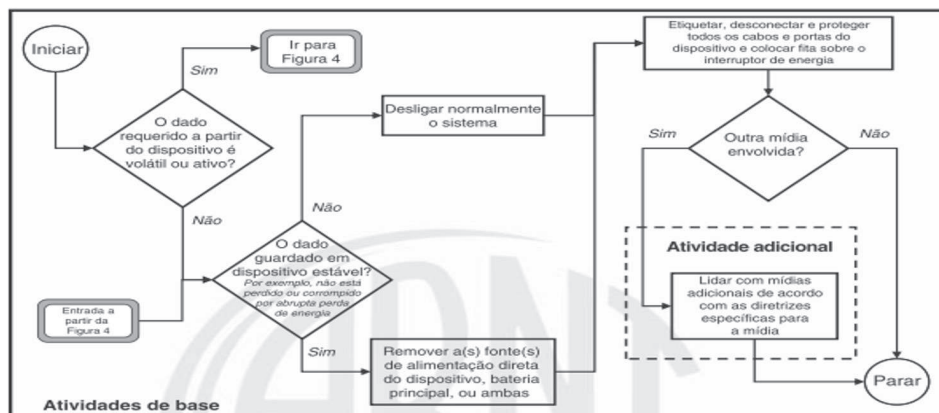 Iniciar
Ir para
Figura 4
Sim
O dado
requerido a partir
do dispositivo é
volátil ou ativo?
Não
Entrada a
partir da
Figura 4
Não
O dado
guardado em
dispositivo estável?
Por exemplo, não está
perdido ou corrompido
por abrupta perda
de energia
Sim
Desligar normalmente
o sistema
Remover a(s) fonte(s)
de alimentação direta
do dispositivo, bateria
principal, ou ambas
Etiquetar, desconectar e proteger
todos os cabos e portas do
dispositivo e colocar fita sobre o
interruptor de energia
Sim
Outra mídia
envolvida?
Não
Atividade adicional
Lidar com mídias
adicionais de acordo
com as diretrizes
específicas para
a mídia
Parar
Atividades de base